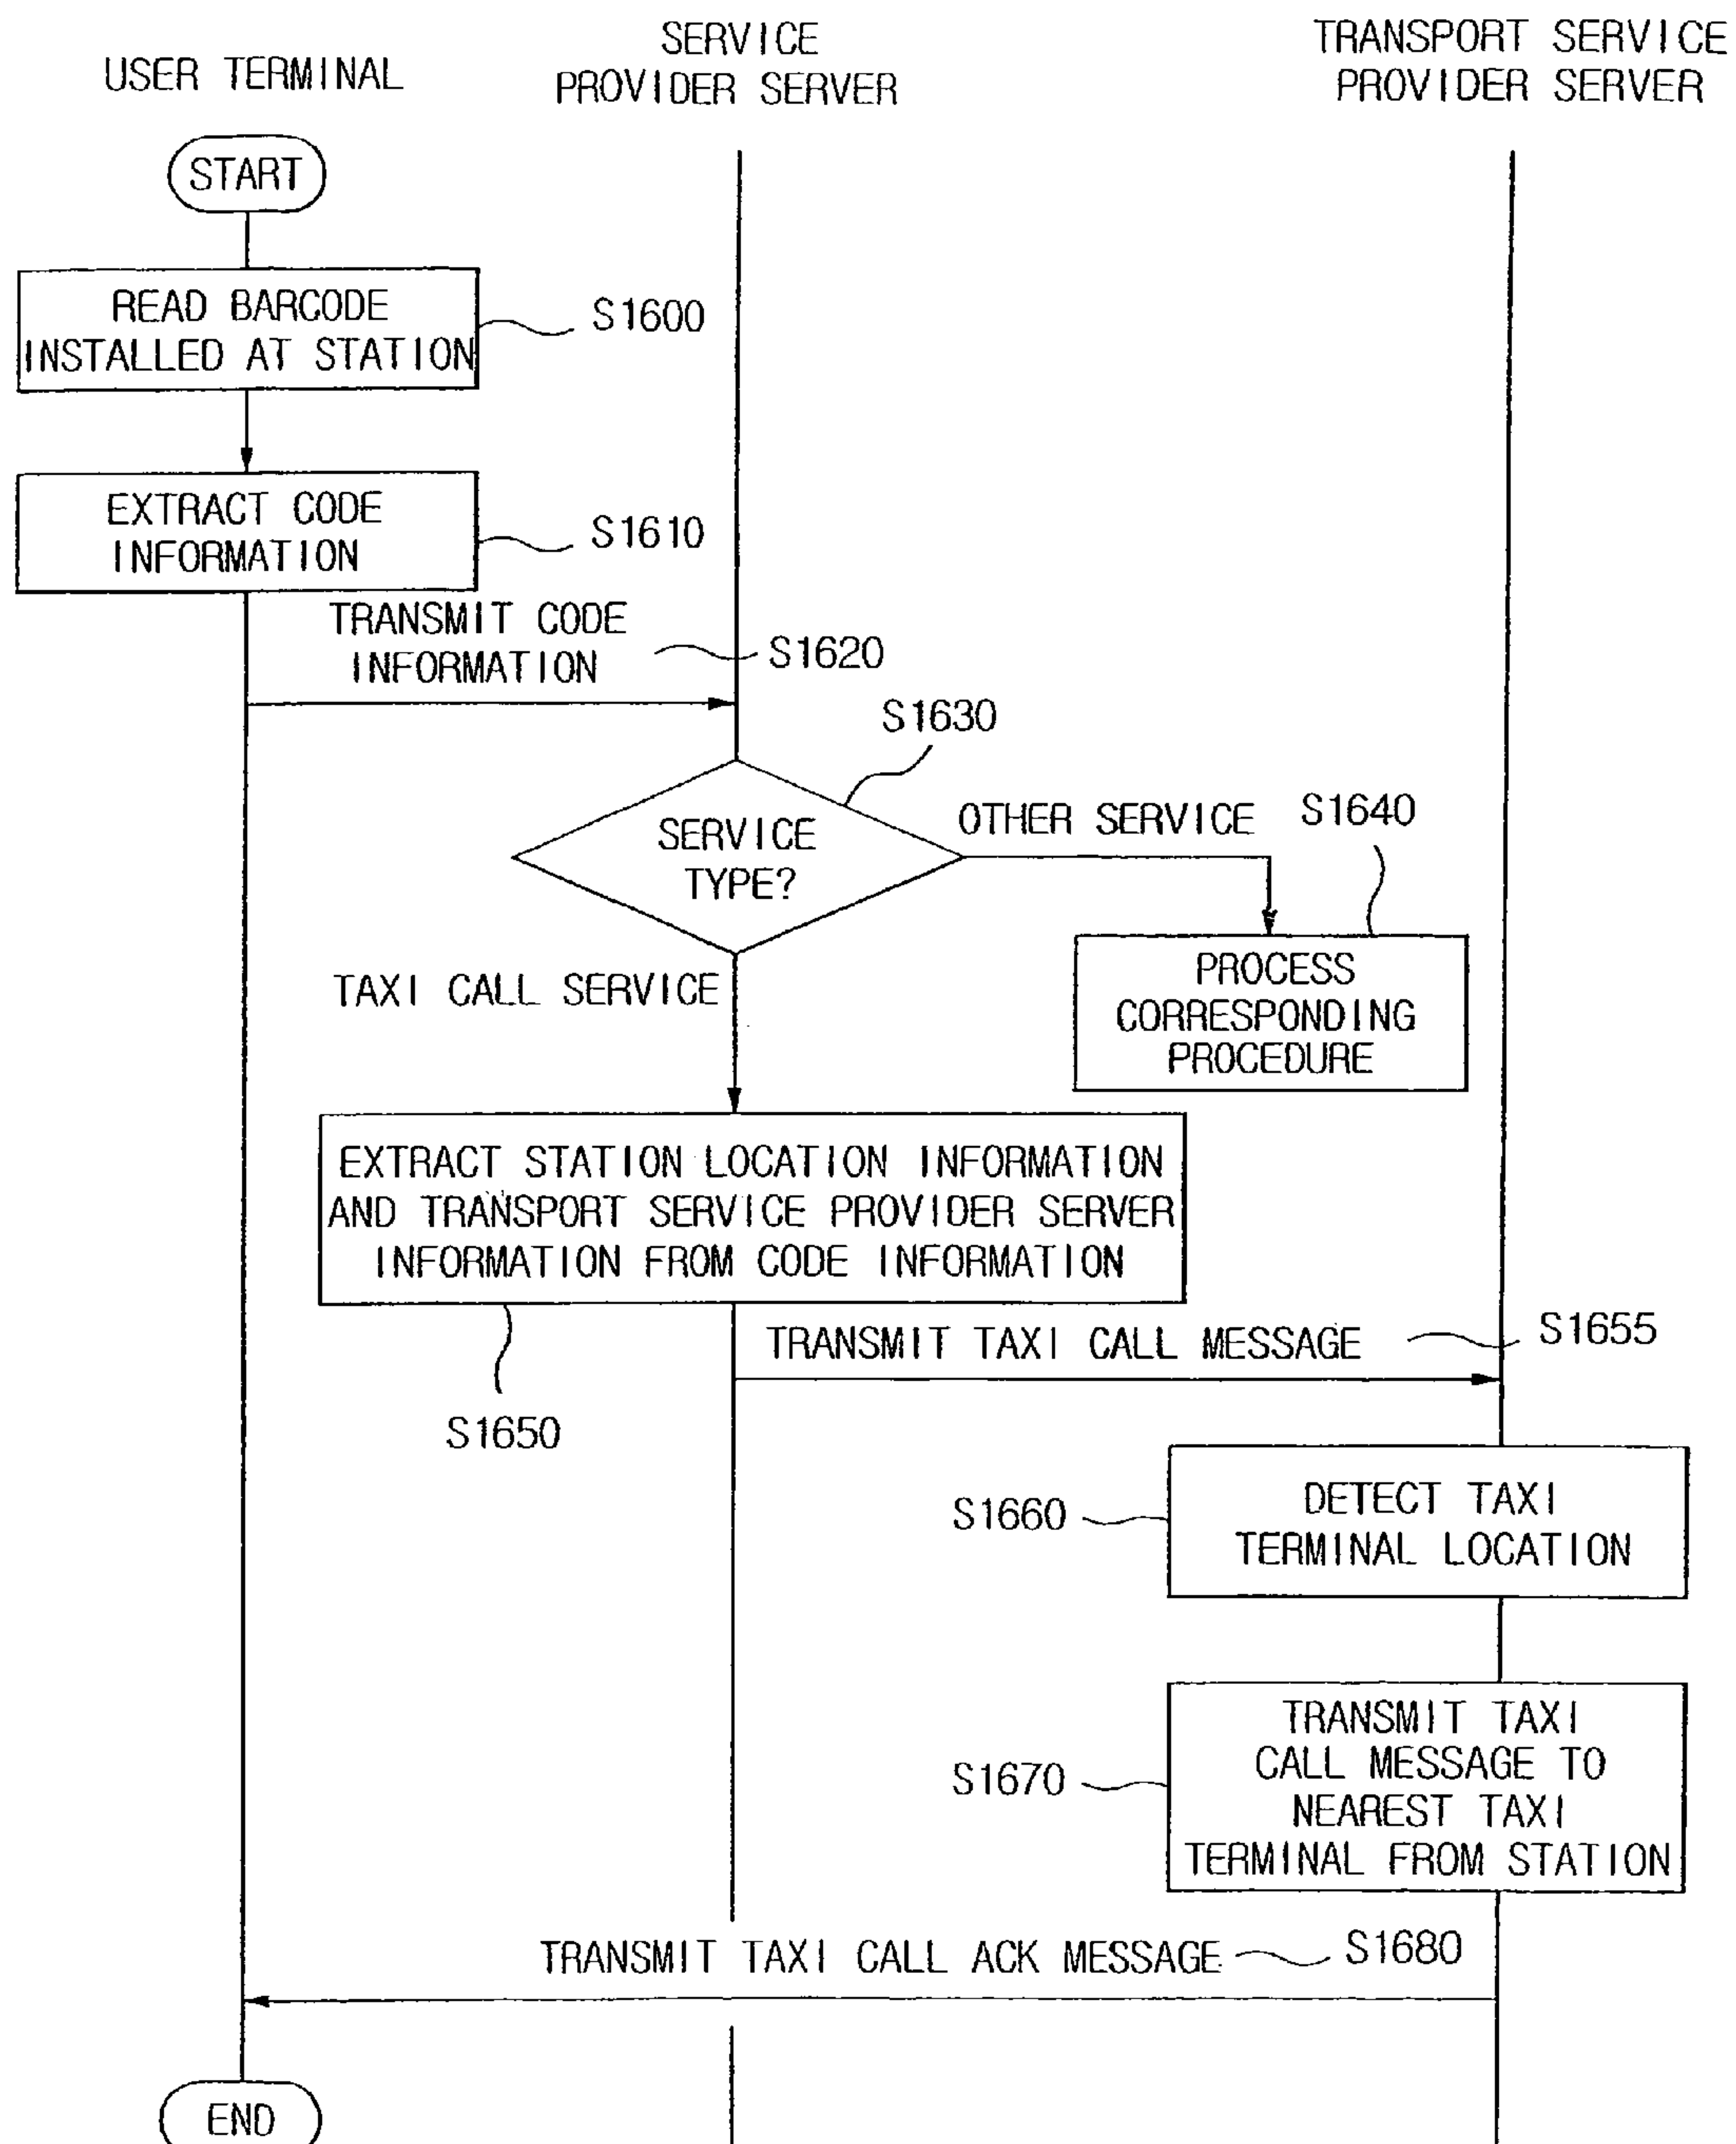 USER TERMINAL
SERVICE
PROVIDER SERVER
TRANSPORT SERVICE
PROVIDER SERVER
START
READ BARCODE
INSTALLED AT STATION
S1600
EXTRACT CODE
INFORMATION
S1610
TRANSMIT CODE
INFORMATION
S1620
S1630
SERVICE
TYPE?
OTHER SERVICE
S1640
PROCESS
CORRESPONDING
PROCEDURE
TAXI CALL SERVICE
EXTRACT STATION LOCATION INFORMATION
AND TRANSPORT SERVICE PROVIDER SERVER
INFORMATION FROM CODE INFORMATION
S1650
TRANSMIT TAXI CALL MESSAGE
S1655
S1660
DETECT TAXI
TERMINAL LOCATION
S1670
TRANSMIT TAXI
CALL MESSAGE TO
NEAREST TAXI
TERMINAL FROM STATION
TRANSMIT TAXI CALL ACK MESSAGE
S1680
END